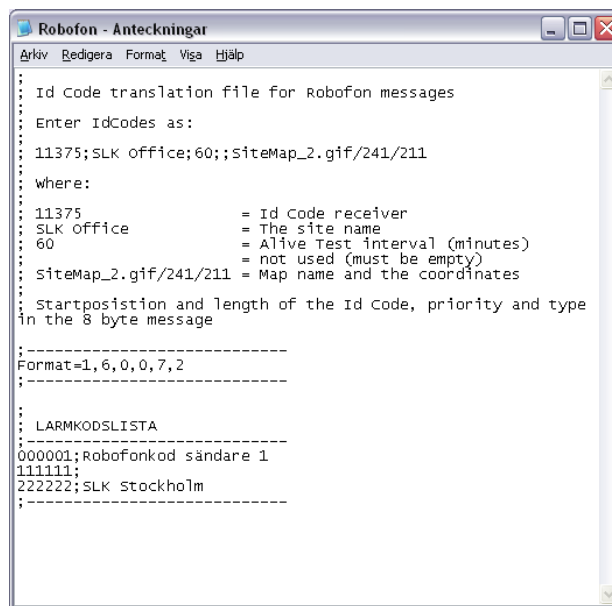 Robofon - Anteckningar
Arkiv Redigera Format Visa Hjälp
;
; Id Code translation file for Robofon messages
;
; Enter IdCodes as:
;
; 11375;SLK Office;60;;SiteMap_2.gif/241/211
;
; Where:
;
; 11375 = Id Code receiver
; SLK Office = The site name
; 60 = Alive Test interval (minutes)
; = not used (must be empty)
; SiteMap_2.gif/241/211 = Map name and the coordinates
;
; Startposistion and length of the Id Code, priority and type
in the 8 byte message

;-----------------------------
Format=1,6,0,0,7,2
;-----------------------------

;
; LARMKODSLISTA
;-----------------------------
000001;Robofonkod sändare 1
111111;
222222;SLK Stockholm
;-----------------------------